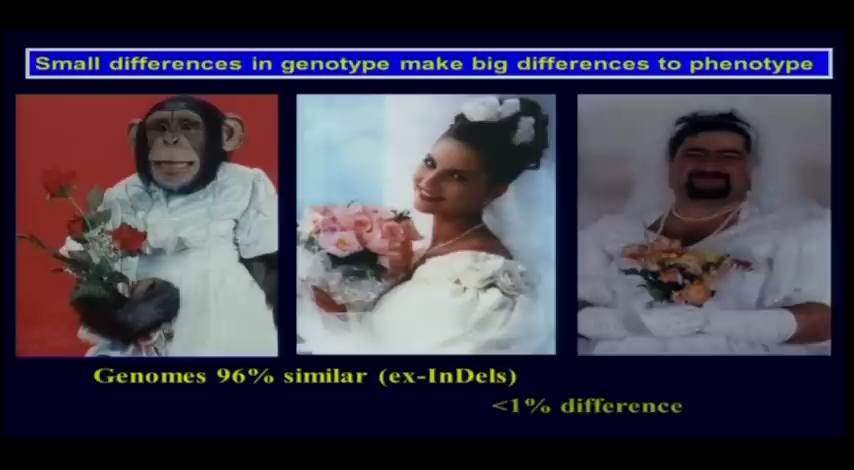 Small differences in genotype make big differences to phenotype
Genomes 96% similar (ex-InDels)
<1% difference